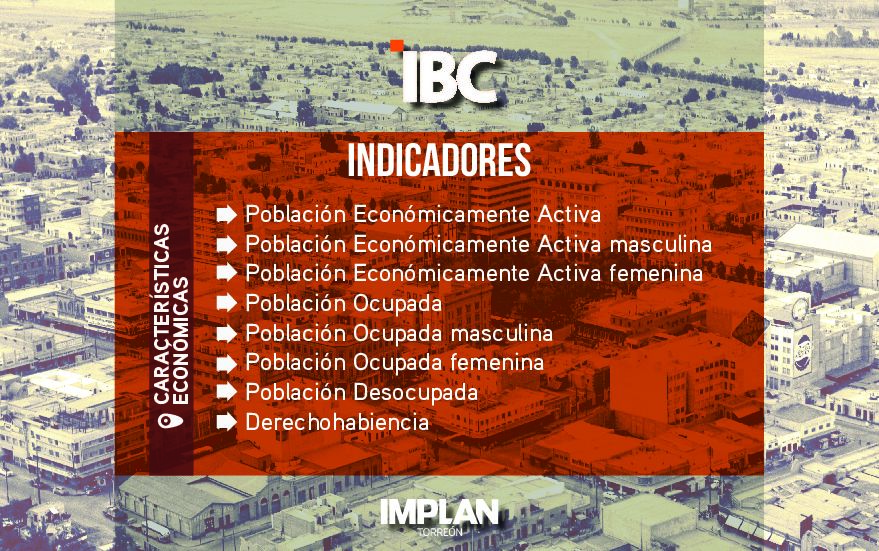 IBC
INDICADORES
CARACTERÍSTICAS
ECONÓMICAS
Población Económicamente Activa
Población Económicamente Activa masculina
Población Económicamente Activa femenina
Población Ocupada
Población Ocupada masculina
Población Ocupada femenina
Población Desocupada
Derechohabiencia
IMPLAN
TORREÓN